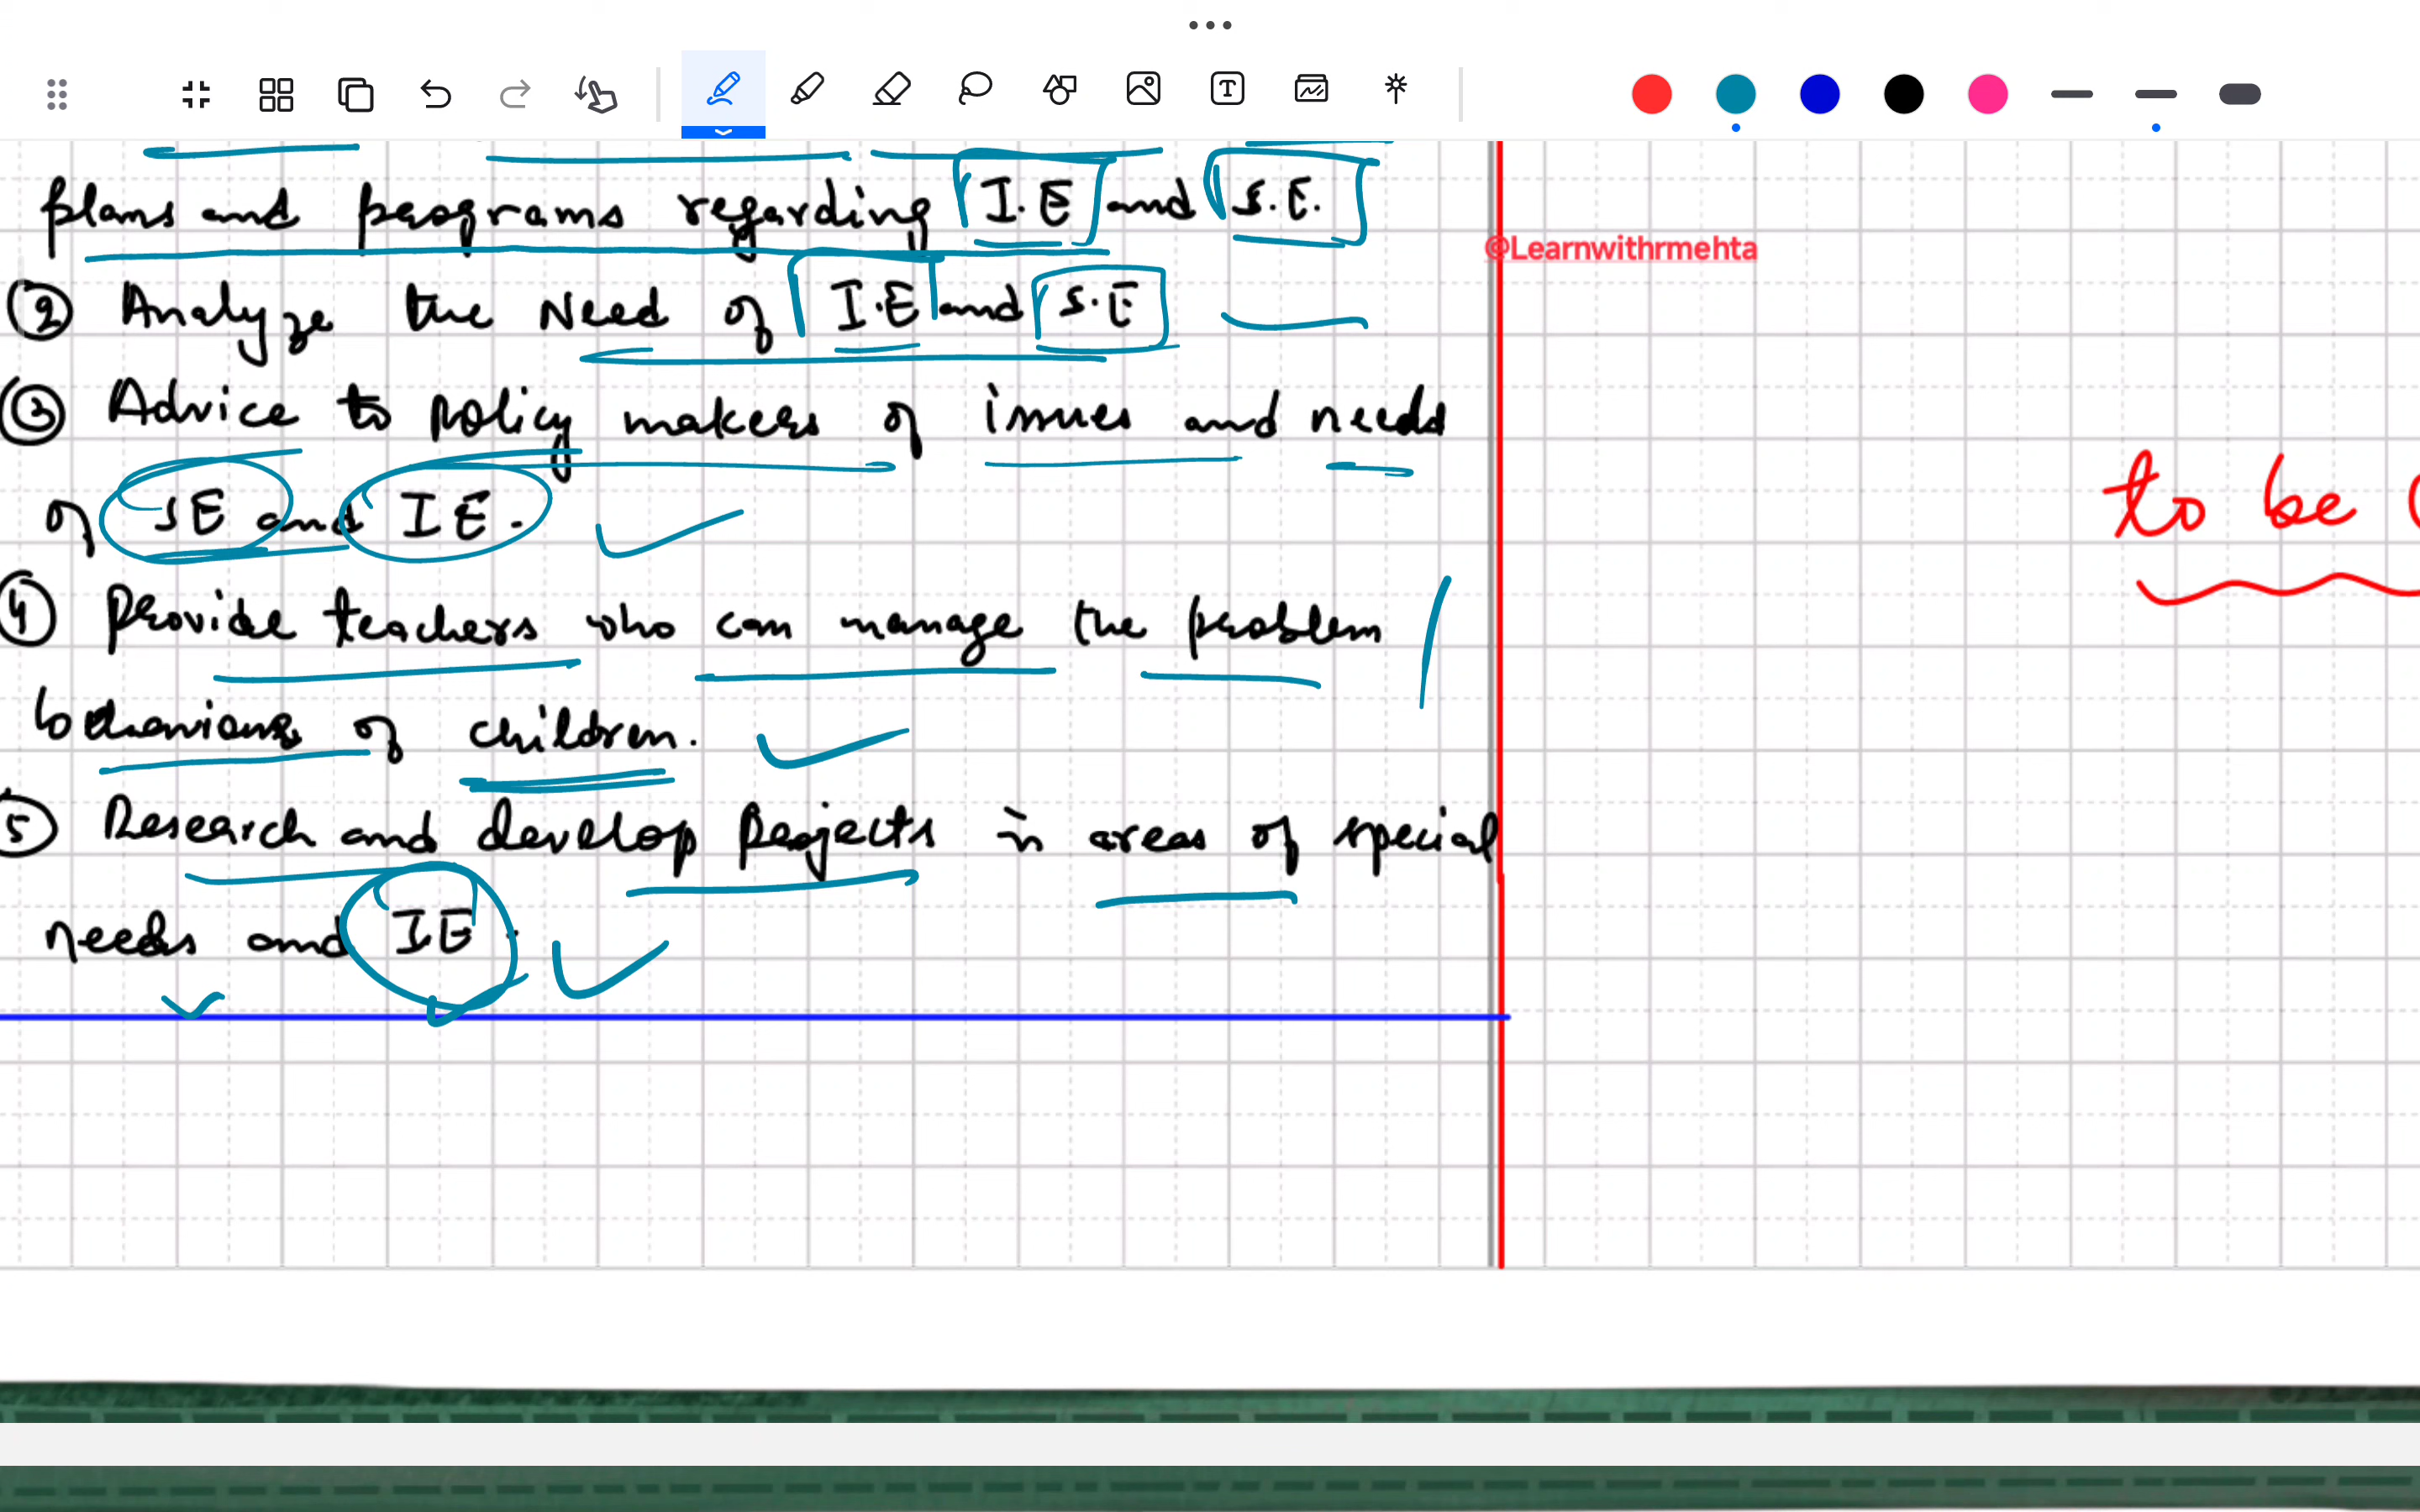 plans and programs regarding I.E and S.E.
@Learnwithrmehta
② Analyze the Need of I.E and S.E
③ Advice to policy makers of issues and needs
of SE and IE.
to be
④ Provide teachers who can manage the problem
behaviours of children.
⑤ Research and develop Projects in areas of special
needs and IE.